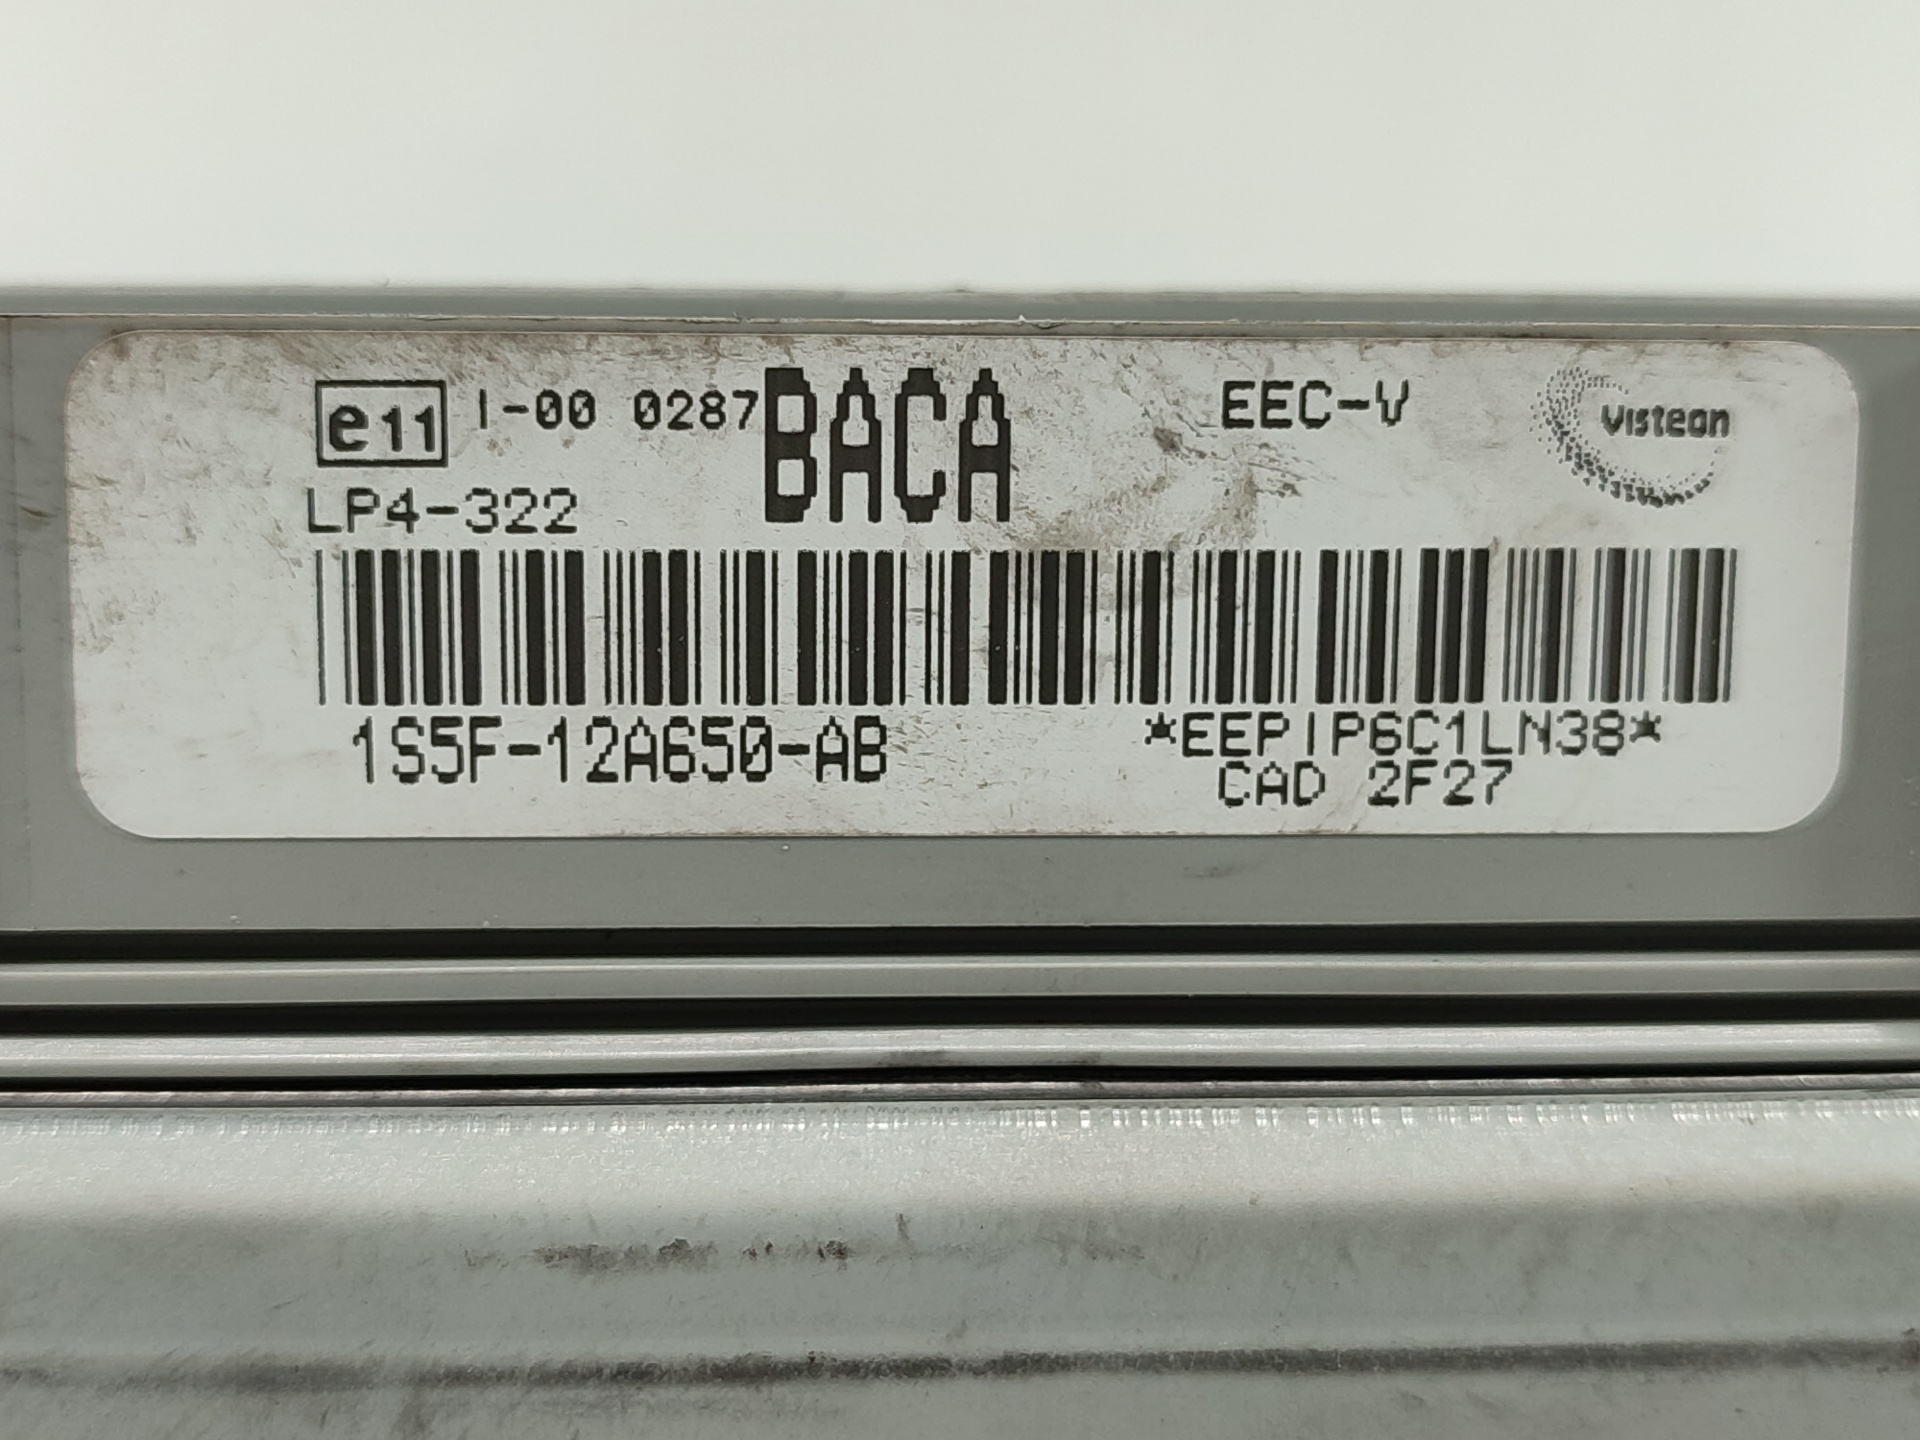 e11 I-00 0287 BACA EEC-V Visteon
LP4-322
1S5F-12A650-AB *EEPIP6C1LN38*
CAD 2F27